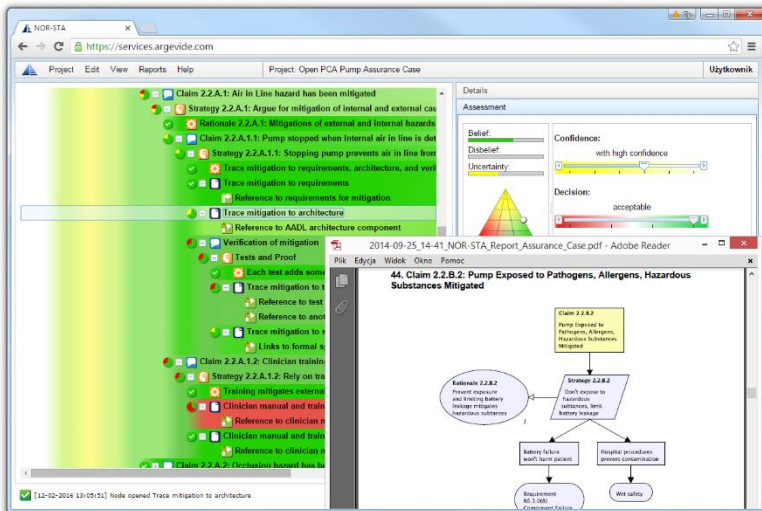 NOR-STA
https://services.argevide.com
Project Edit View Reports Help
Project: Open PCA Pump Assurance Case
Użytkownik
Claim 2.2.A.1: Air in Line hazard has been mitigated
Strategy 2.2.A.1: Argue for mitigation of internal and external cau
Rationale 2.2.A.1: Mitigations of external and internal hazards
Claim 2.2.A.1.1: Pump stopped when Internal air in line is det
Strategy 2.2.A.1.1: Stopping pump prevents air in line from
Trace mitigation to requirements, architecture, and veri
Trace mitigation to requirements
Reference to requirements for mitigation
Trace mitigation to architecture
Reference to AADL architecture component
Verification of mitigation
Tests and Proof
Each test adds some
Trace mitigation to t
Reference to test
Reference to anot
Trace mitigation to s
Links to formal s
Claim 2.2.A.1.2: Clinician training
Strategy 2.2.A.1.2: Rely on tra
Training mitigates external
Clinician manual and train
Reference to clinician m
Clinician manual and train
Reference to clinician m
Claim 2.2.A.2: Occlusion hazard has be
[12-02-2016 13:05:51] Node opened Trace mitigation to architecture
Details
Assessment
Belief:
Disbelief:
Uncertainty:
Confidence:
with high confidence
Decision:
acceptable
2014-09-25_14-41_NOR-STA_Report_Assurance_Case.pdf - Adobe Reader
Plik Edycja Widok Okno Pomoc
44. Claim 2.2.B.2: Pump Exposed to Pathogens, Allergens, Hazardous
Substances Mitigated
Claim 2.2.B.2
Pump Exposed to
Pathogens, Allergens,
Hazardous Substances
Mitigated
Rationale 2.2.B.2
Prevent exposure
and limiting battery
leakage mitigates
hazardous substances
Strategy 2.2.B.2
Don't expose to
hazardous
substances, limit
battery leakage
Battery failure
won't harm patient
Hospital procedures
prevent contamination
Requirement
R6.3.0(8)
Component Failure
Wet safety